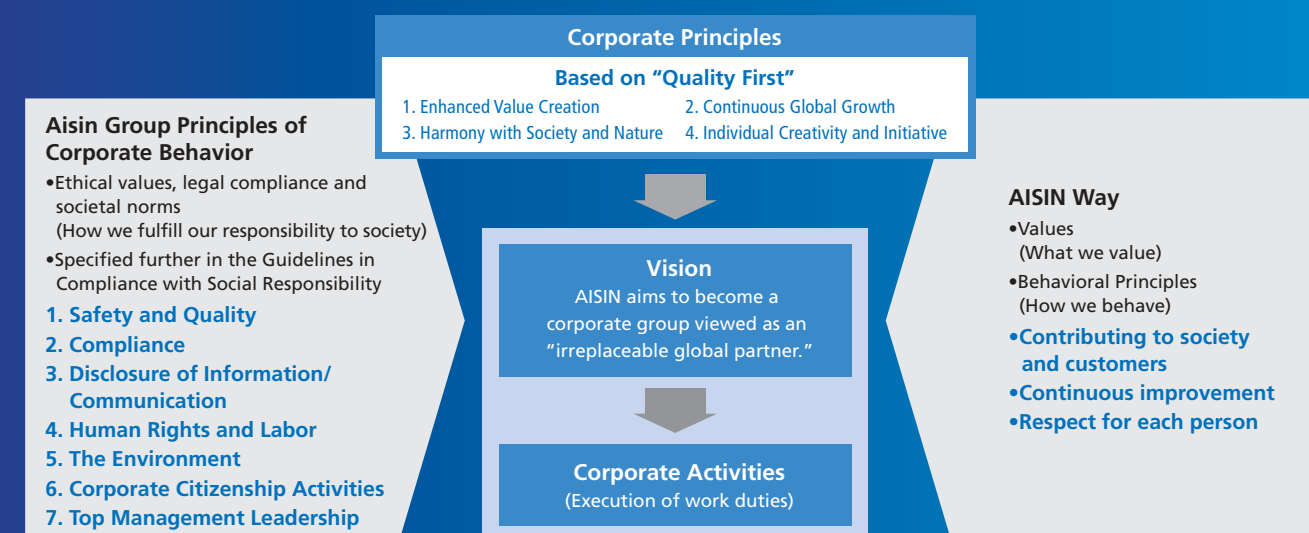 Corporate Principles
Based on “Quality First”
1. Enhanced Value Creation
2. Continuous Global Growth
3. Harmony with Society and Nature
4. Individual Creativity and Initiative
Aisin Group Principles of
Corporate Behavior
•Ethical values, legal compliance and
societal norms
(How we fulfill our responsibility to society)
•Specified further in the Guidelines in
Compliance with Social Responsibility
1. Safety and Quality
2. Compliance
3. Disclosure of Information/
Communication
4. Human Rights and Labor
5. The Environment
6. Corporate Citizenship Activities
7. Top Management Leadership
Vision
AISIN aims to become a
corporate group viewed as an
“irreplaceable global partner.”
Corporate Activities
(Execution of work duties)
AISIN Way
•Values
(What we value)
•Behavioral Principles
(How we behave)
•Contributing to society
and customers
•Continuous improvement
•Respect for each person